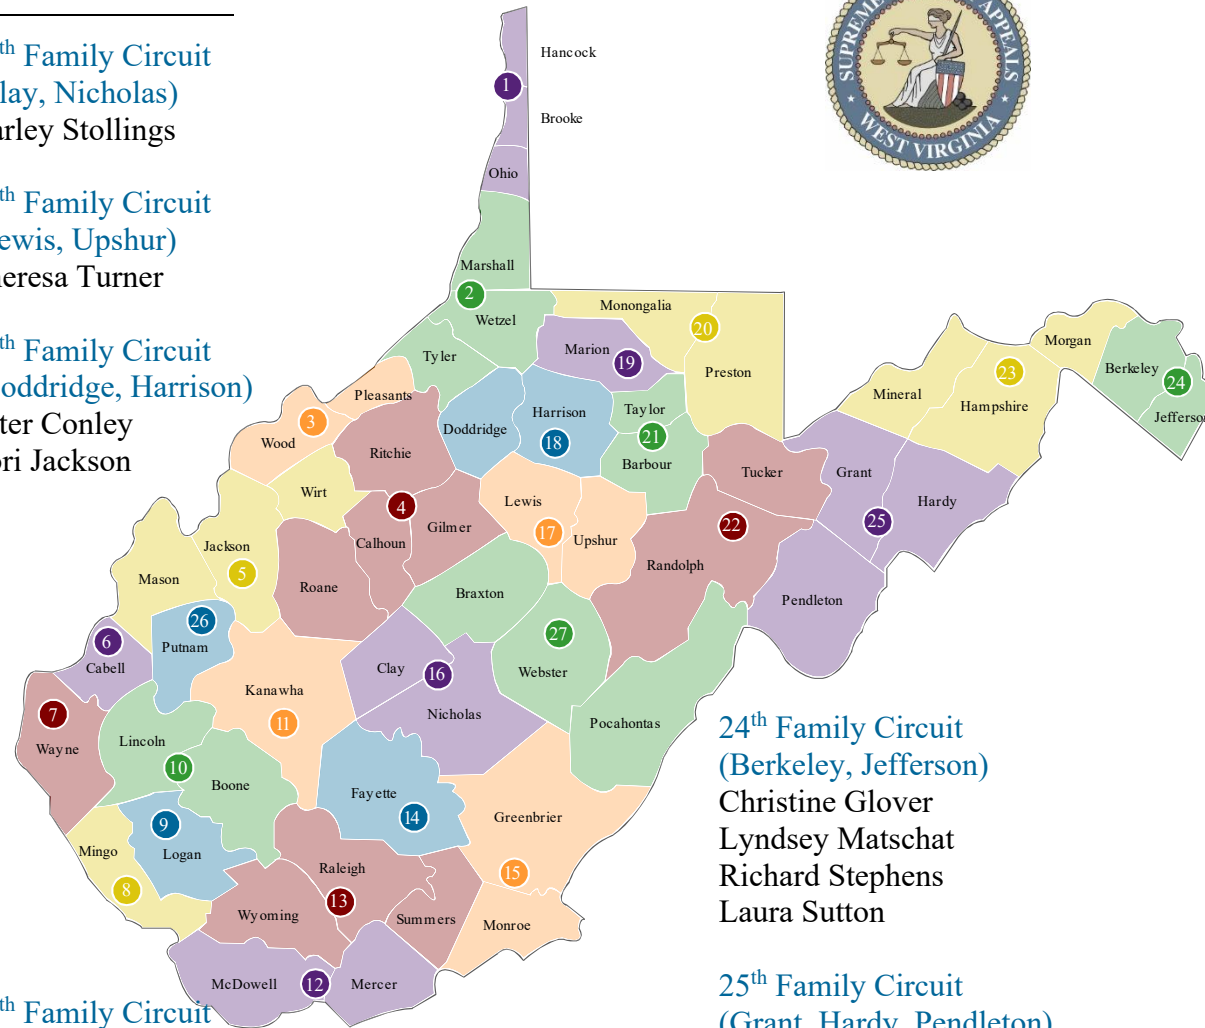 th Family Circuit
lay, Nicholas)
arley Stollings
th Family Circuit
ewis, Upshur)
heresa Turner
th Family Circuit
oddridge, Harrison)
ter Conley
ori Jackson
th Family Circuit
SUPREME
APPEALS
WEST VIRGINIA
Hancock
1
Brooke
Ohio
Marshall
2
Wetzel
Tyler
Monongalia
20
Marion
19
Preston
Pleasants
3
Wood
Doddridge
Harrison
18
Taylor
21
Barbour
Ritchie
Wirt
4
Calhoun
Gilmer
Lewis
17
Upshur
Tucker
22
Randolph
Grant
25
Hardy
Pendleton
Mineral
Hampshire
23
Morgan
Berkeley
24
Jefferso
Jackson
5
Mason
Roane
Braxton
27
Webster
26
Putnam
6
Cabell
Kanawha
11
Clay
16
Nicholas
Pocahontas
7
Wayne
Lincoln
10
Boone
9
Logan
Mingo
8
Fayette
14
Greenbrier
15
Raleigh
13
Wyoming
Summers
Monroe
McDowell
12
Mercer
24th Family Circuit
(Berkeley, Jefferson)
Christine Glover
Lyndsey Matschat
Richard Stephens
Laura Sutton
25th Family Circuit
(Grant, Hardy, Pendleton)